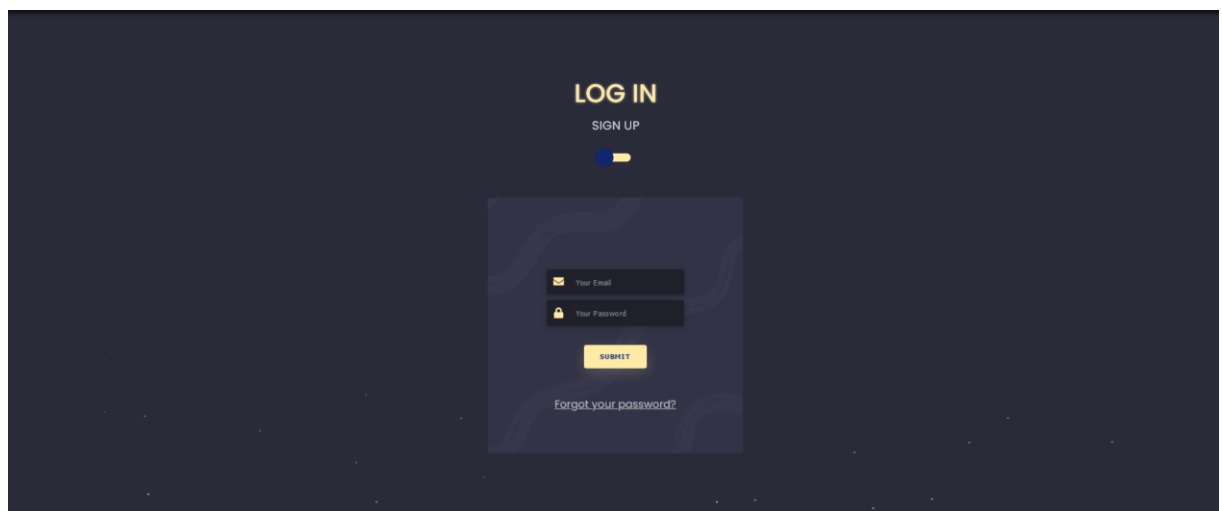 LOG IN
SIGN UP
Your Email
Your Password
SUBMIT
Forgot your password?